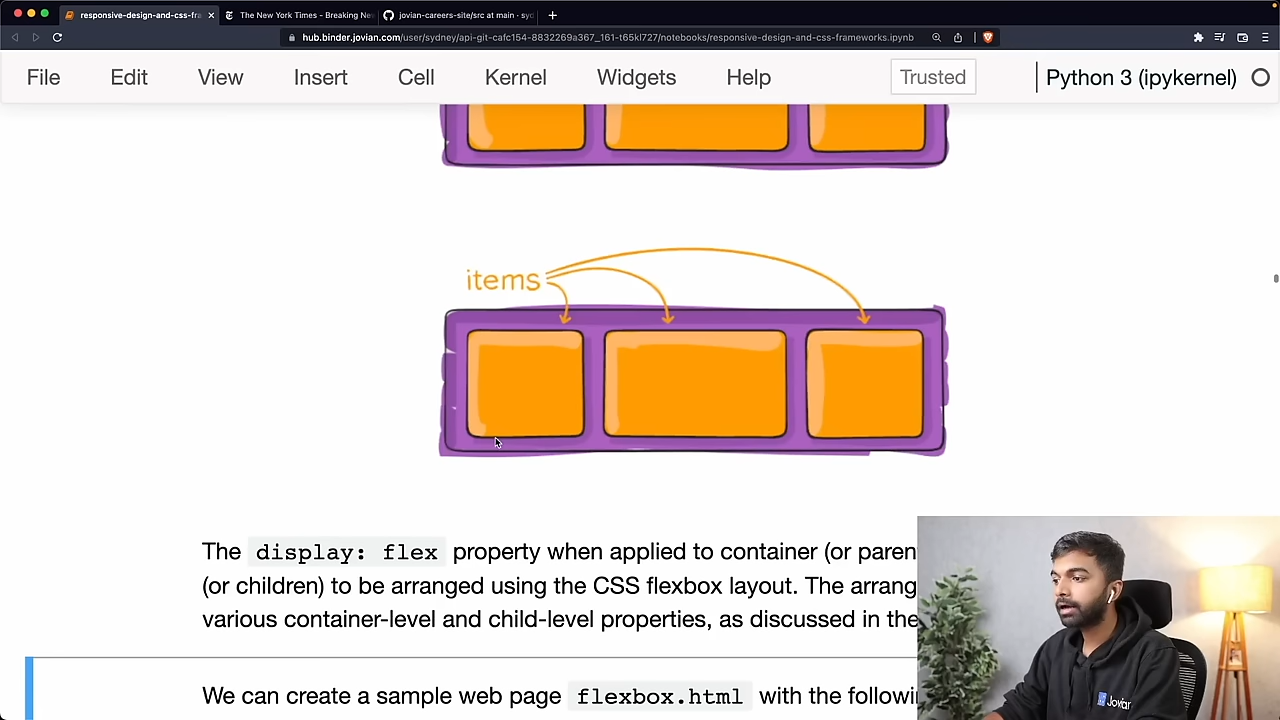 responsive-design-and-css-fra
The New York Times - Breaking New
jovian-careers-site/src at main · syd
hub.binder.jovian.com/user/sydney/api-git-cafc154-8832269a367_161-t65kl727/notebooks/responsive-design-and-css-frameworks.ipynb
File Edit View Insert Cell Kernel Widgets Help Trusted Python 3 (ipykernel)
items
The display: flex property when applied to container (or paren
(or children) to be arranged using the CSS flexbox layout. The arrang
various container-level and child-level properties, as discussed in the
We can create a sample web page flexbox.html with the followin
Jovian